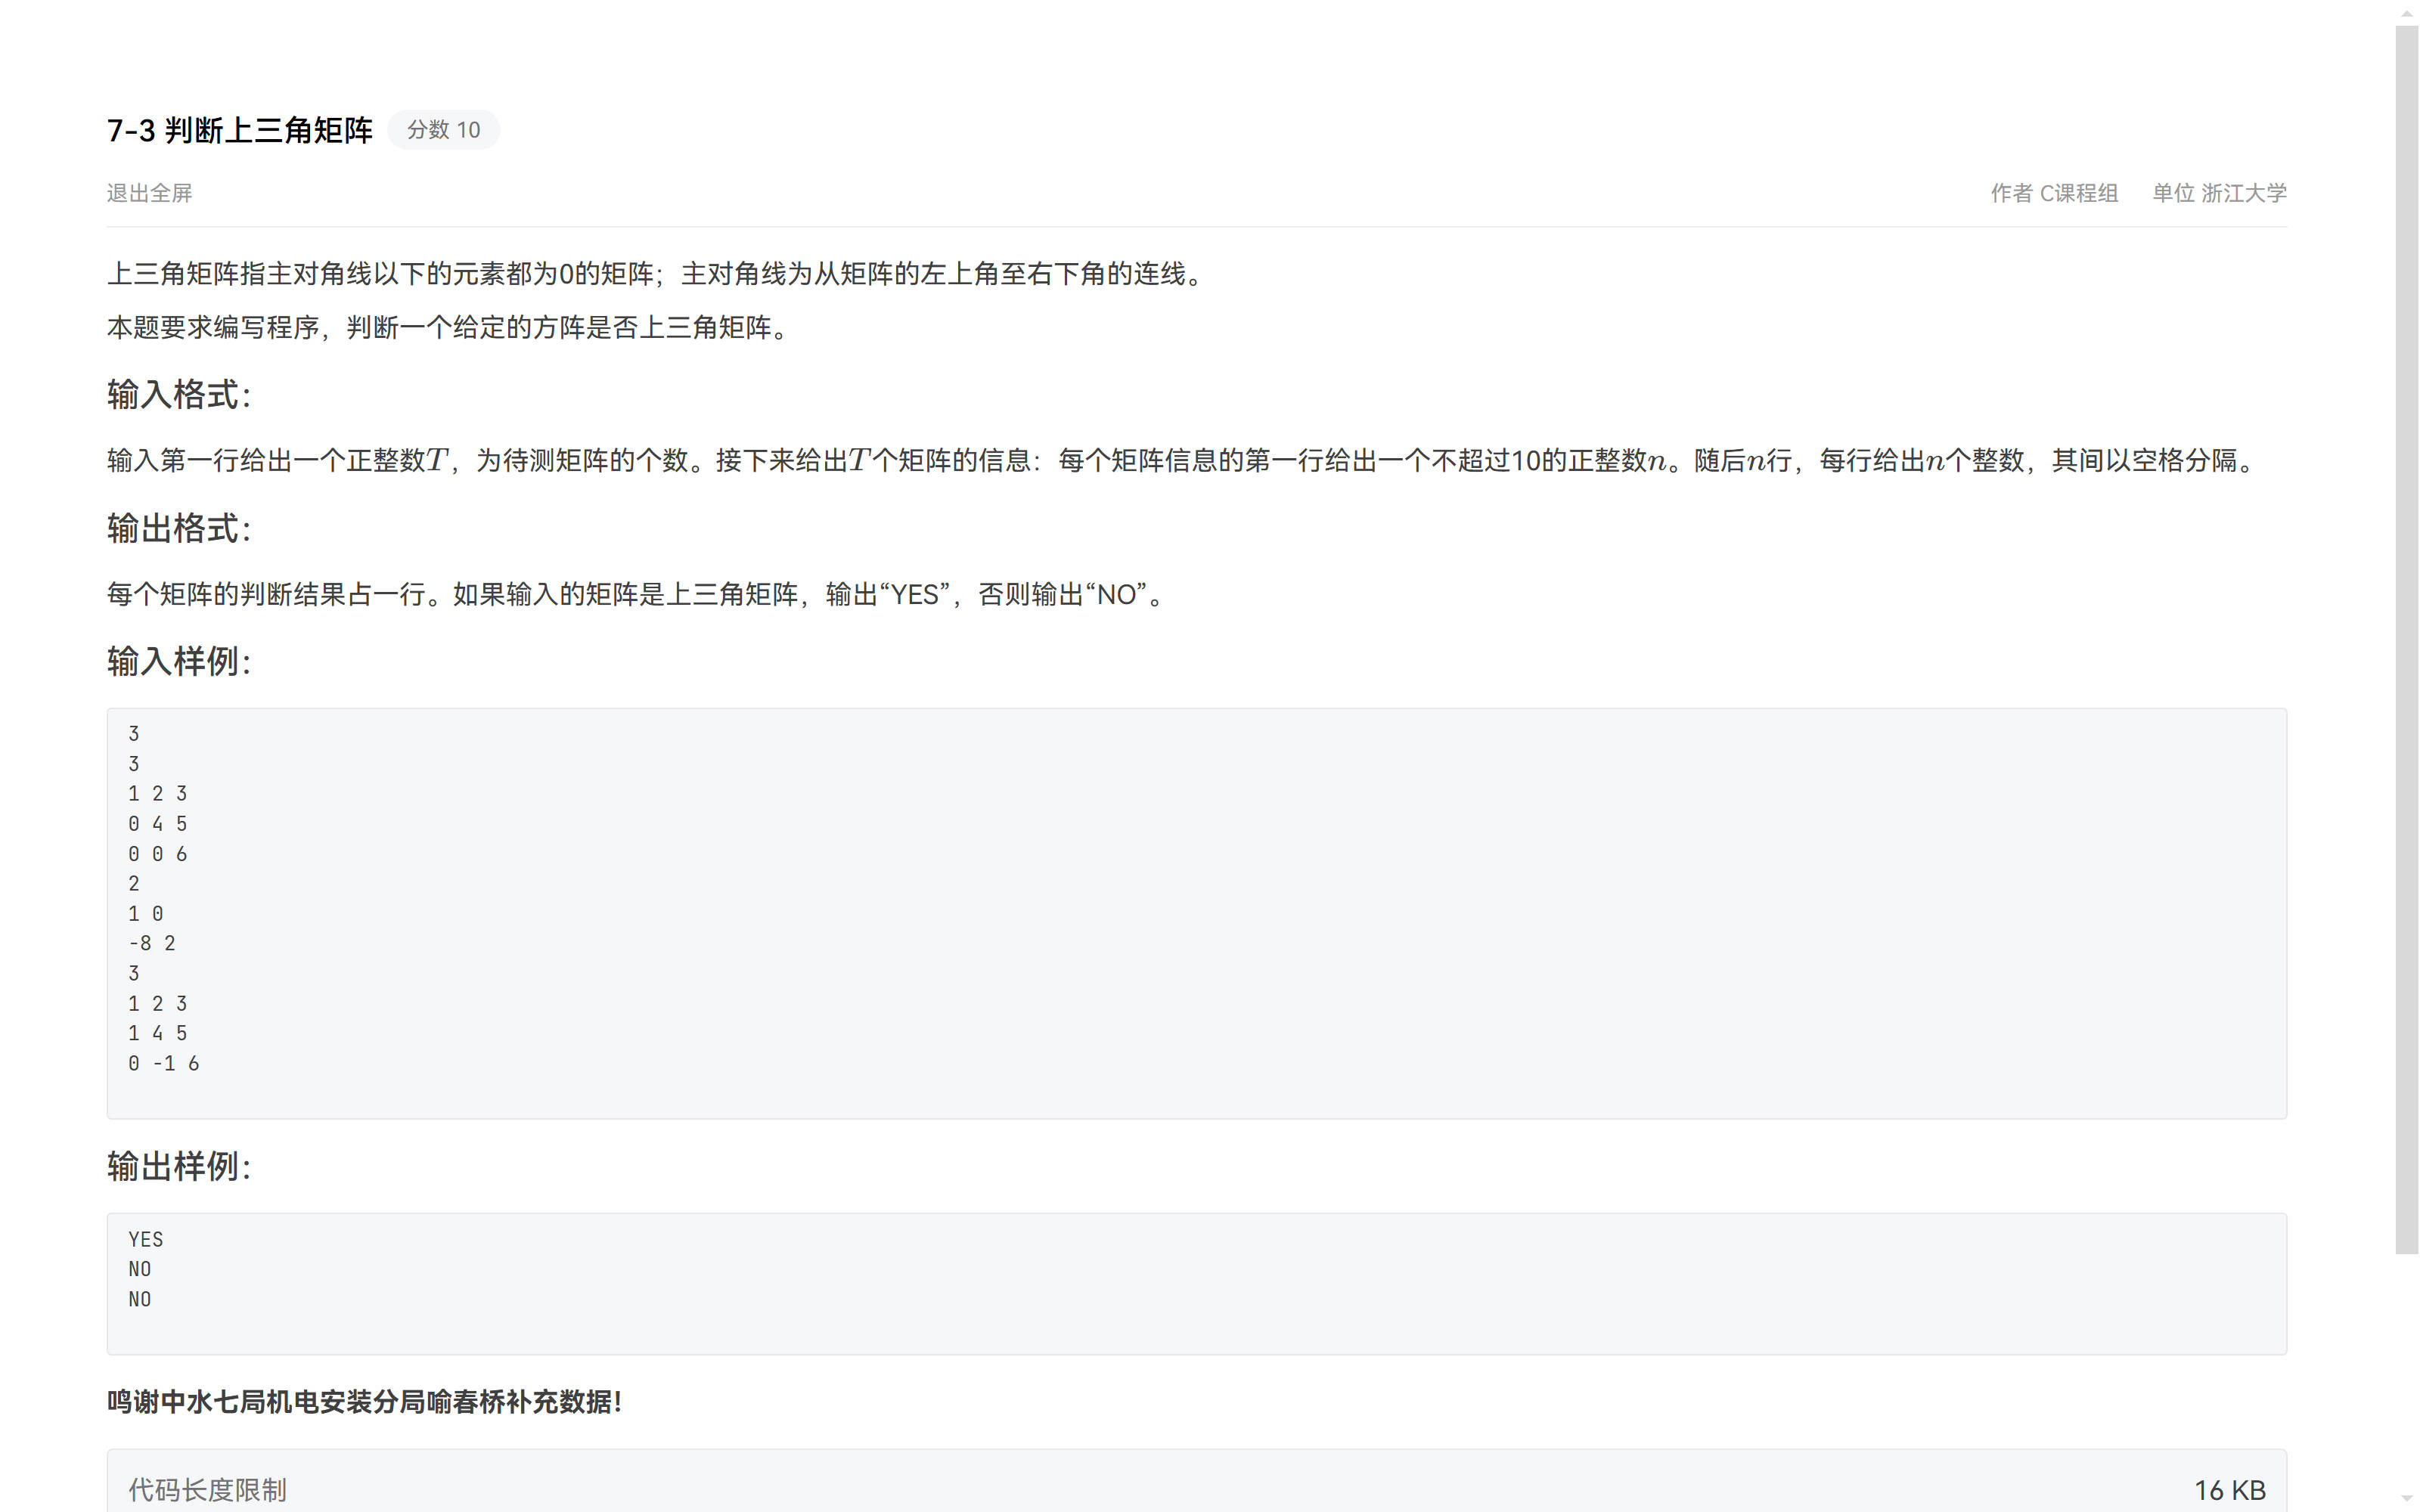 7-3 判断上三角矩阵 分数 10
退出全屏 作者 C课程组 单位 浙江大学
上三角矩阵指主对角线以下的元素都为0的矩阵；主对角线为从矩阵的左上角至右下角的连线。
本题要求编写程序，判断一个给定的方阵是否上三角矩阵。
输入格式：
输入第一行给出一个正整数T，为待测矩阵的个数。接下来给出T个矩阵的信息：每个矩阵信息的第一行给出一个不超过10的正整数n。随后n行，每行给出n个整数，其间以空格分隔。
输出格式：
每个矩阵的判断结果占一行。如果输入的矩阵是上三角矩阵，输出“YES”，否则输出“NO”。
输入样例：
3
3
1 2 3
0 4 5
0 0 6
2
1 0
-8 2
3
1 2 3
1 4 5
0 -1 6
输出样例：
YES
NO
NO
鸣谢中水七局机电安装分局喻春桥补充数据！
代码长度限制 16 KB